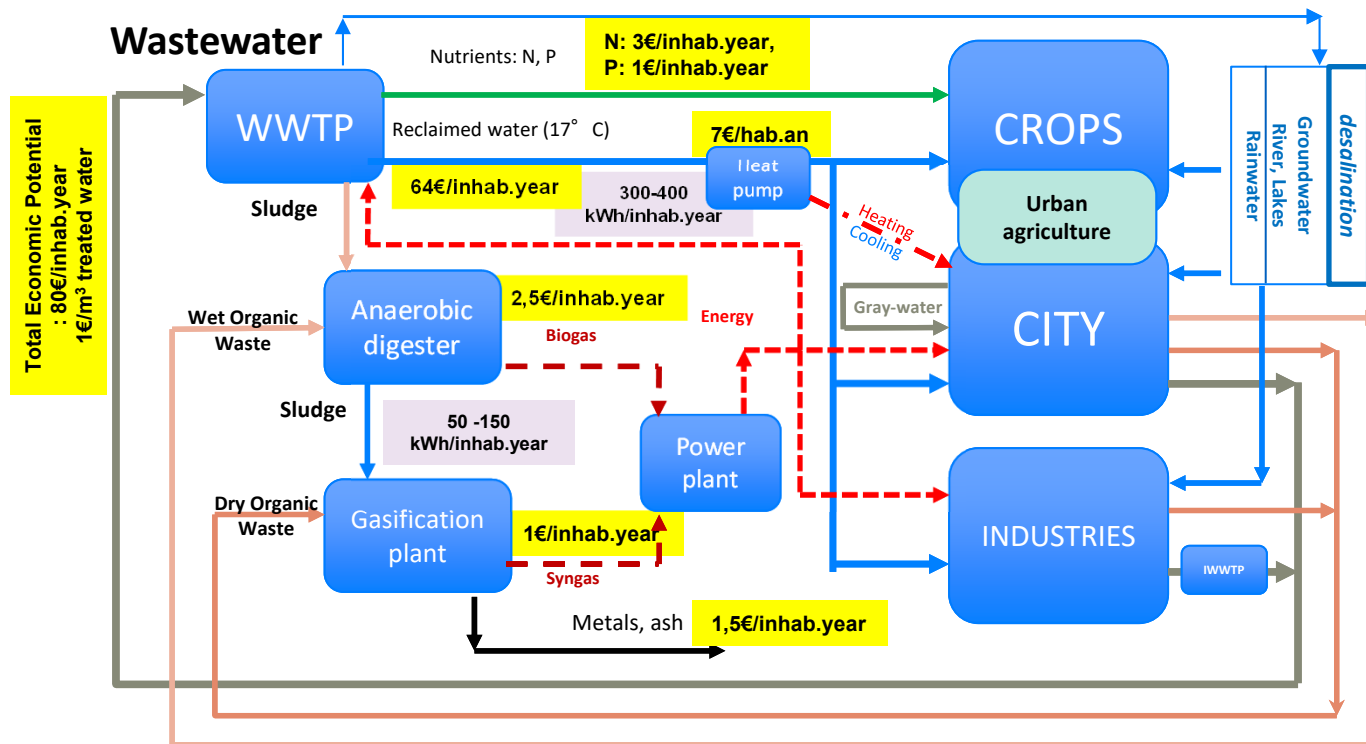 Wastewater
Nutrients: N, P
N: 3€/inhab.year,
P: 1€/inhab.year
WWTP
Reclaimed water (17° C)
7€/hab.an
Heat
pump
64€/inhab.year
300-400
kWh/inhab.year
CROPS
Urban
agriculture
Heating
Cooling
CITY
Gray-water
desalination
Groundwater
River, Lakes
Rainwater
Total Economic Potential
: 80€/inhab.year
1€/m³ treated water
Sludge
Wet Organic
Waste
Anaerobic
digester
2,5€/inhab.year
Biogas
Energy
Sludge
50 -150
kWh/inhab.year
Power
plant
Dry Organic
Waste
Gasification
plant
1€/inhab.year
Syngas
INDUSTRIES
IWWTP
Metals, ash
1,5€/inhab.year